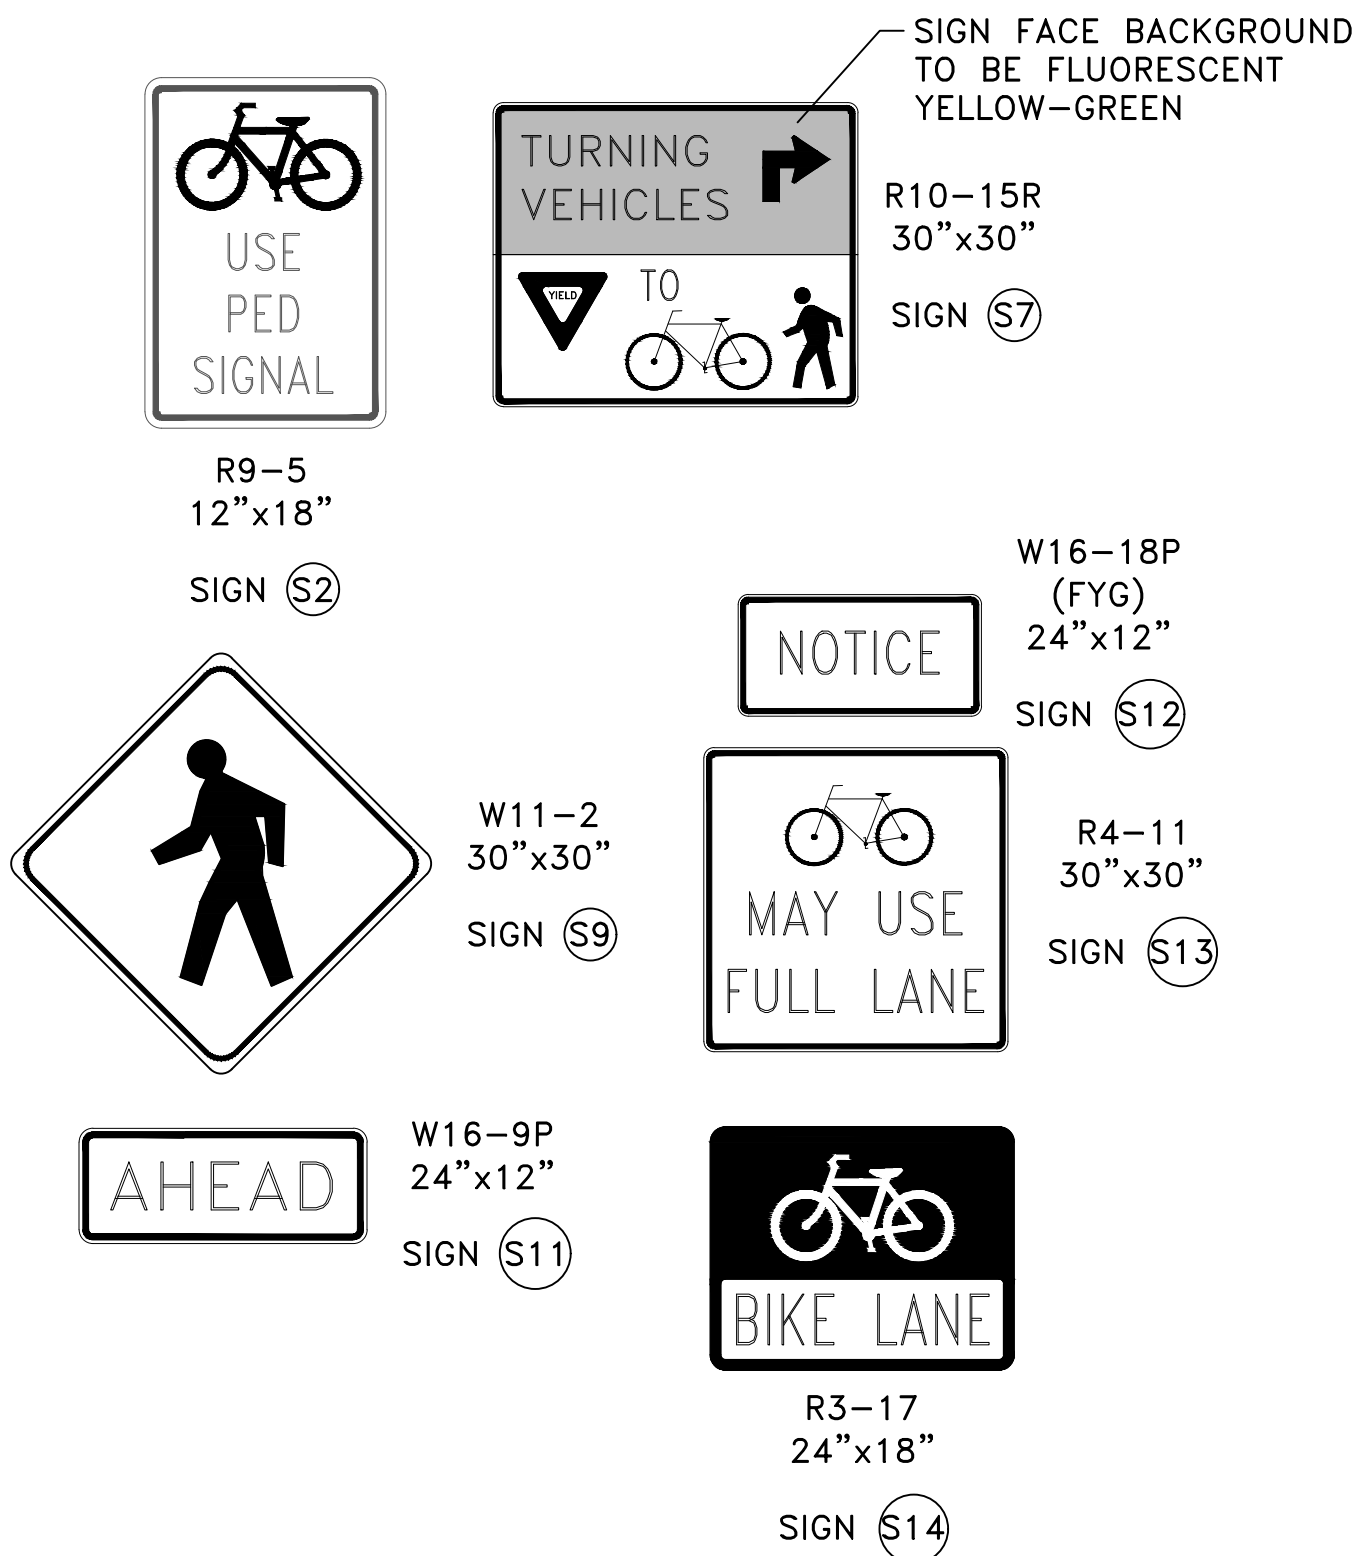 SIGN FACE BACKGROUND
TO BE FLUORESCENT
YELLOW-GREEN
USE
PED
SIGNAL
R9-5
12”x18”
SIGN S2
TURNING
VEHICLES
YIELD
TO
R10-15R
30”x30”
SIGN S7
NOTICE
W16-18P
(FYG)
24”x12”
SIGN S12
W11-2
30”x30”
SIGN S9
MAY USE
FULL LANE
R4-11
30”x30”
SIGN S13
AHEAD
W16-9P
24”x12”
SIGN S11
BIKE LANE
R3-17
24”x18”
SIGN S14